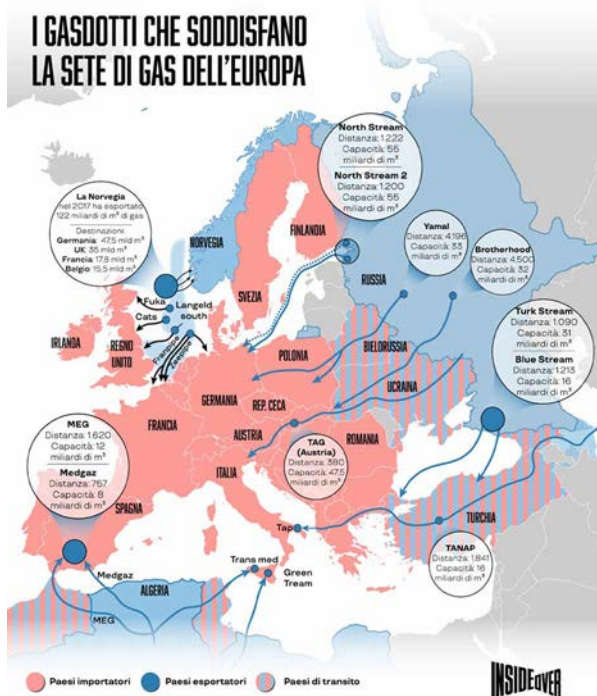 I GASDOTTI CHE SODDISFANO
LA SETE DI GAS DELL'EUROPA
North Stream
Distanza: 1.222
Capacità: 55
miliardi di m³
North Stream 2
Distanza: 1.200
Capacità: 55
miliardi di m³
La Norvegia
nel 2017 ha esportato
122 miliardi di m³ di gas
Destinazioni
Germania: 47,5 mld m³
UK: 35 mld m³
Francia: 17,8 mld m³
Belgio: 15,5 mld m³
NORVEGIA
FINLANDIA
SVEZIA
Yamal
Distanza: 4.196
Capacità: 33
miliardi di m³
Brotherhood
Distanza: 4.500
Capacità: 32
miliardi di m³
RUSSIA
Turk Stream
Distanza: 1.090
Capacità: 31
miliardi di m³
Blue Stream
Distanza: 1.213
Capacità: 16
miliardi di m³
Fuka
Cats
Langeld
south
Franpipe
Zeepipe
IRLANDA
REGNO
UNITO
POLONIA
BIELORUSSIA
UCRAINA
GERMANIA
REP. CECA
FRANCIA
AUSTRIA
ROMANIA
ITALIA
SPAGNA
TURCHIA
MEG
Distanza: 1.620
Capacità: 12
miliardi di m³
Medgaz
Distanza: 757
Capacità: 8
miliardi di m³
TAG
(Austria)
Distanza: 380
Capacità: 47,5
miliardi di m³
Tap
TANAP
Distanza: 1.841
Capacità: 16
miliardi di m³
Trans med
Green
Tream
Medgaz
ALGERIA
MEG
Paesi importatori
Paesi esportatori
Paesi di transito
INSIDEOVER